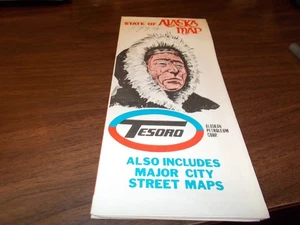 STATE OF ALASKA
MAP
TESORO
ALASKAN
PETROLEUM
CORP.
ALSO INCLUDES
MAJOR CITY
STREET MAPS